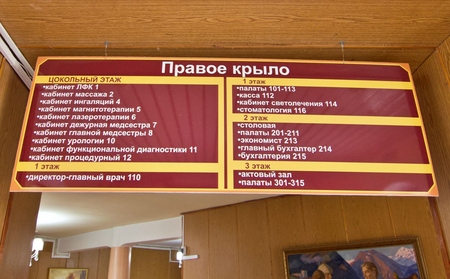 Правое крыло
ЦОКОЛЬНЫЙ ЭТАЖ
•кабинет ЛФК 1
•кабинет массажа 2
•кабинет ингаляций 4
•кабинет магнитотерапии 5
•кабинет лазеротерапии 6
•кабинет дежурная медсестра 7
•кабинет главной медсестры 8
•кабинет урологии 10
•кабинет функциональной диагностики 11
•кабинет процедурный 12
1 этаж
•директор-главный врач 110
1 этаж
•палаты 101-113
•касса 112
•кабинет светолечения 114
•стоматология 116
2 этаж
•столовая
•палаты 201-211
•экономист 213
•главный бухгалтер 214
•бухгалтерия 215
3 этаж
•актовый зал
•палаты 301-315